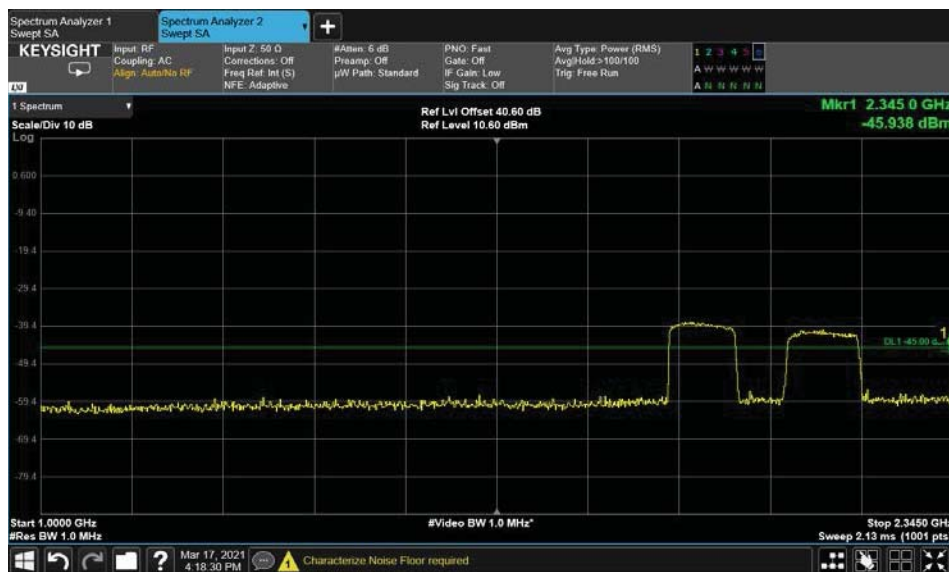 Spectrum Analyzer 1
Swept SA
Spectrum Analyzer 2
Swept SA
+
KEYSIGHT
Input: RF
Coupling: AC
Align: Auto/No RF
Input Z: 50 Ω
Corrections: Off
Freq Ref: Int (S)
NFE: Adaptive
#Atten: 6 dB
Preamp: Off
µW Path: Standard
PNO: Fast
Gate: Off
IF Gain: Low
Sig Track: Off
Avg Type: Power (RMS)
Avg|Hold:>100/100
Trig: Free Run
1 2 3 4 5 6
A W W W W W
A N N N N N
LXI
1 Spectrum
Scale/Div 10 dB
Log
Ref Lvl Offset 40.60 dB
Ref Level 10.60 dBm
Mkr1 2.345 0 GHz
-45.938 dBm
0.600
-9.40
-19.4
-29.4
-39.4
-49.4
-59.4
-69.4
-79.4
1
DL1 -45.00
Start 1.0000 GHz
#Res BW 1.0 MHz
#Video BW 1.0 MHz*
Stop 2.3450 GHz
Sweep 2.13 ms (1001 pts)
?
Mar 17, 2021
4:18:30 PM
1
Characterize Noise Floor required